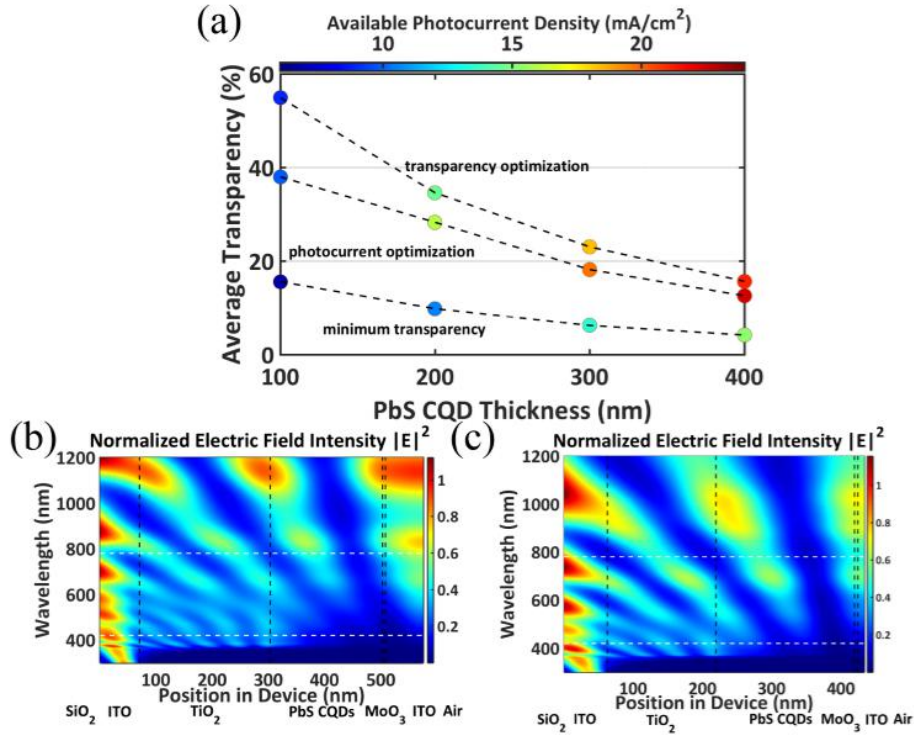 (a)
Available Photocurrent Density (mA/cm²)
10 15 20
60
40
20
0
Average Transparency (%)
transparency optimization
photocurrent optimization
minimum transparency
100 200 300 400
PbS CQD Thickness (nm)
(b)
Normalized Electric Field Intensity |E|²
1200
1000
800
600
400
Wavelength (nm)
1
0.8
0.6
0.4
0.2
100 200 300 400 500
Position in Device (nm)
SiO₂ ITO TiO₂ PbS CQDs MoO₃ ITO Air
(c)
Normalized Electric Field Intensity |E|²
1200
1000
800
600
400
Wavelength (nm)
1
0.8
0.6
0.4
0.2
100 200 300 400
Position in Device (nm)
SiO₂ ITO TiO₂ PbS CQDs MoO₃ ITO Air